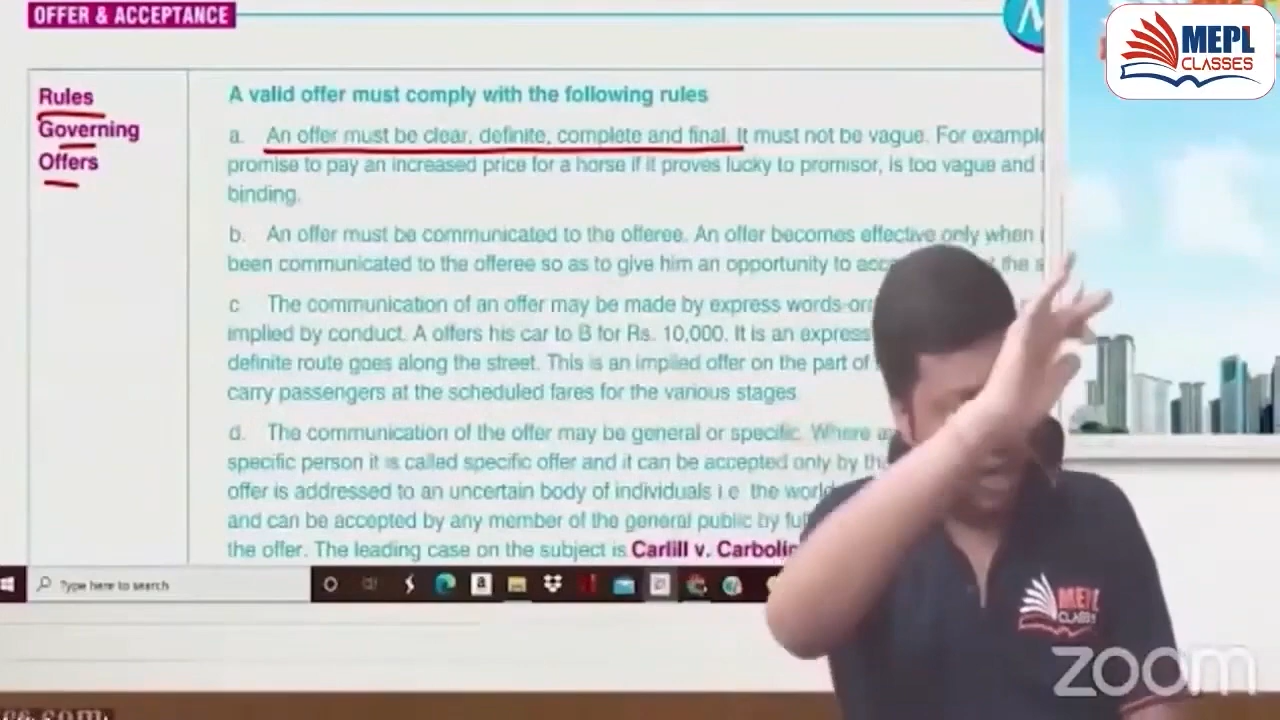 OFFER & ACCEPTANCE
MEPL
CLASSES
Rules
Governing
Offers
A valid offer must comply with the following rules
a. An offer must be clear, definite, complete and final. It must not be vague. For example
promise to pay an increased price for a horse if it proves lucky to promisor, is too vague and
binding.
b. An offer must be communicated to the offeree. An offer becomes effective only when
been communicated to the offeree so as to give him an opportunity to the
c The communication of an offer may be made by express words-
implied by conduct. A offers his car to B for Rs. 10,000. It is an express
definite route goes along the street. This is an implied offer on the part of
carry passengers at the scheduled fares for the various stages
d. The communication of the offer may be general or specific. Where
specific person it is called specific offer and it can be accepted only by
offer is addressed to an uncertain body of individuals i.e. the world
and can be accepted by any member of the general public by
the offer. The leading case on the subject is Carlill v.
Type here to search
MEPL
CLASSES
zoom